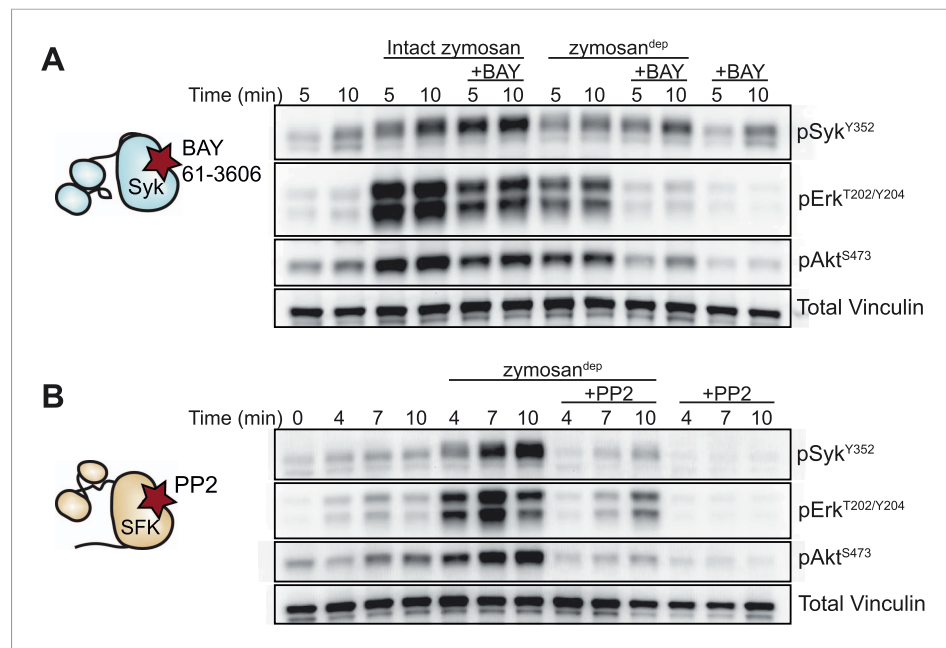 A
Intact zymosan
zymosan^dep
+BAY
+BAY
+BAY
Time (min)
5 10 5 10 5 10 5 10 5 10 5 10
BAY
61-3606
Syk
pSyk^Y352
pErk^T202/Y204
pAkt^S473
Total Vinculin
B
zymosan^dep
+PP2
+PP2
Time (min)
0 4 7 10 4 7 10 4 7 10 4 7 10
PP2
SFK
pSyk^Y352
pErk^T202/Y204
pAkt^S473
Total Vinculin